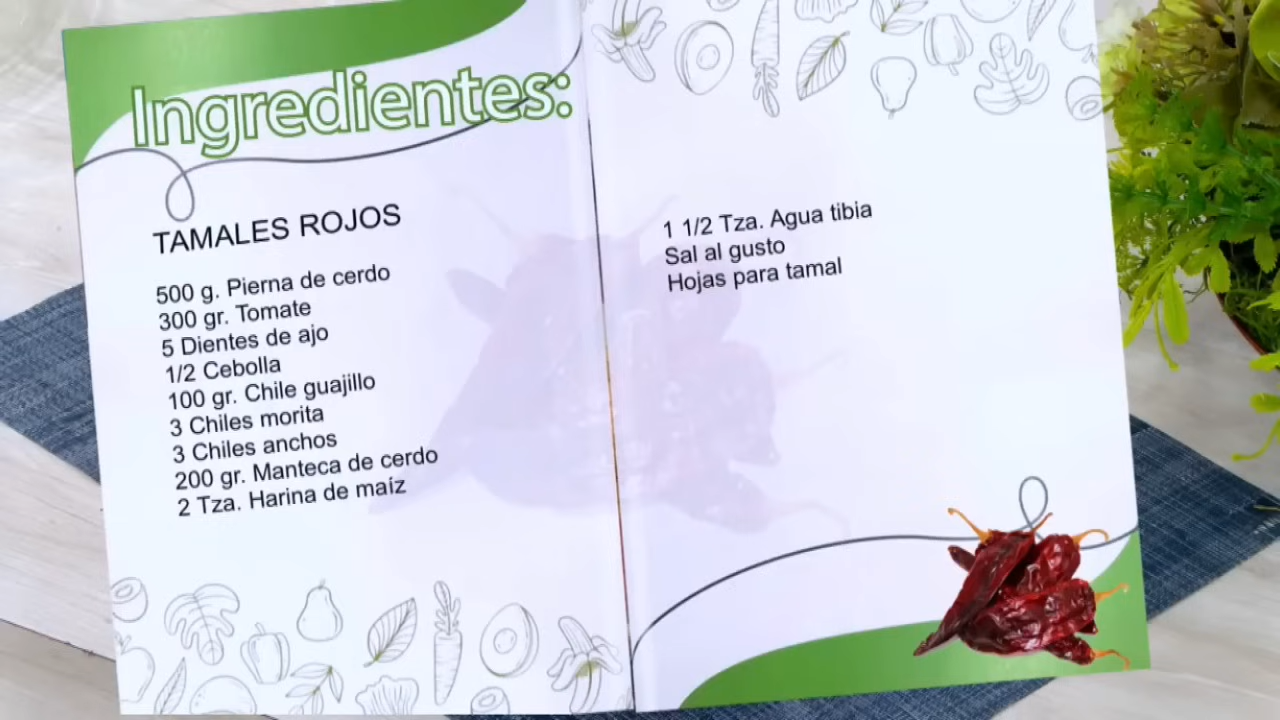 Ingredientes:
TAMALES ROJOS
500 g. Pierna de cerdo
300 gr. Tomate
5 Dientes de ajo
1/2 Cebolla
100 gr. Chile guajillo
3 Chiles morita
3 Chiles anchos
200 gr. Manteca de cerdo
2 Tza. Harina de maíz
1 1/2 Tza. Agua tibia
Sal al gusto
Hojas para tamal